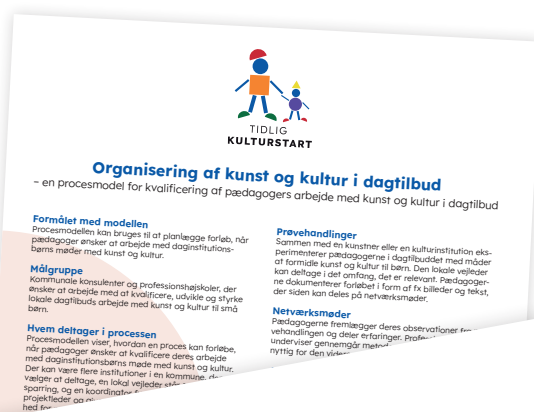 TIDLIG
KULTURSTART
Organisering af kunst og kultur i dagtilbud
– en procesmodel for kvalificering af pædagogers arbejde med kunst og kultur i dagtilbud
Formålet med modellen
Procesmodellen kan bruges til at planlægge forløb, når
pædagoger ønsker at arbejde med daginstitutions-
børns møder med kunst og kultur.
Målgruppe
Kommunale konsulenter og professionshøjskoler, der
ønsker at arbejde med at kvalificere, udvikle og styrke
lokale dagtilbuds arbejde med kunst og kultur til små
børn.
Hvem deltager i processen
Procesmodellen viser, hvordan en proces kan forløbe,
når pædagoger ønsker at kvalificere deres arbejde
med daginstitutionsbørns møde med kunst og kultur.
Der kan være flere institutioner i en kommune, der
vælger at deltage, en lokal vejleder
sparring, og en koordinator
projektleder og
hed for
Prøvehandlinger
Sammen med en kunstner eller en kulturinstitution eks-
perimenterer pædagogerne i dagtilbuddet med måder
at formidle kunst og kultur til børn. Den lokale vejleder
kan deltage i det omfang, det er relevant. Pædagoger-
ne dokumenterer forløbet i form af fx billeder og tekst,
der siden kan deles på netværksmøder.
Netværksmøder
Pædagogerne fremlægger deres observationer
vehandlingen og deler erfaringer.
underviser gennemgår
nyttig for den